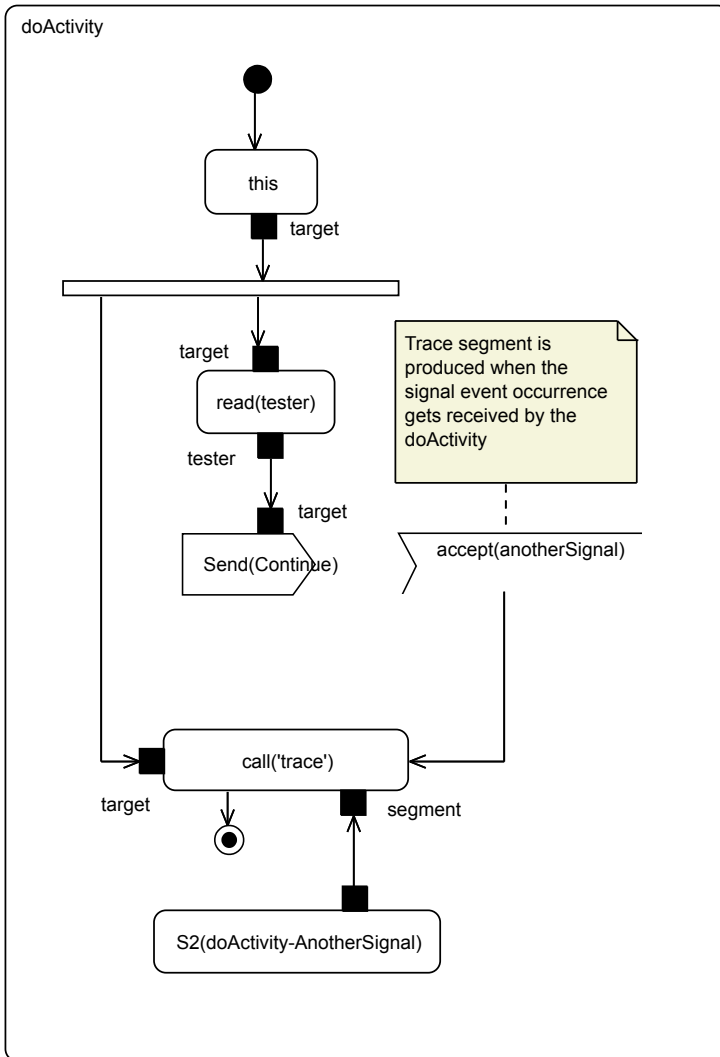 doActivity
this
target
target
read(tester)
tester
target
Send(Continue)
Trace segment is
produced when the
signal event occurrence
gets received by the
doActivity
accept(anotherSignal)
call('trace')
target
segment
S2(doActivity-AnotherSignal)